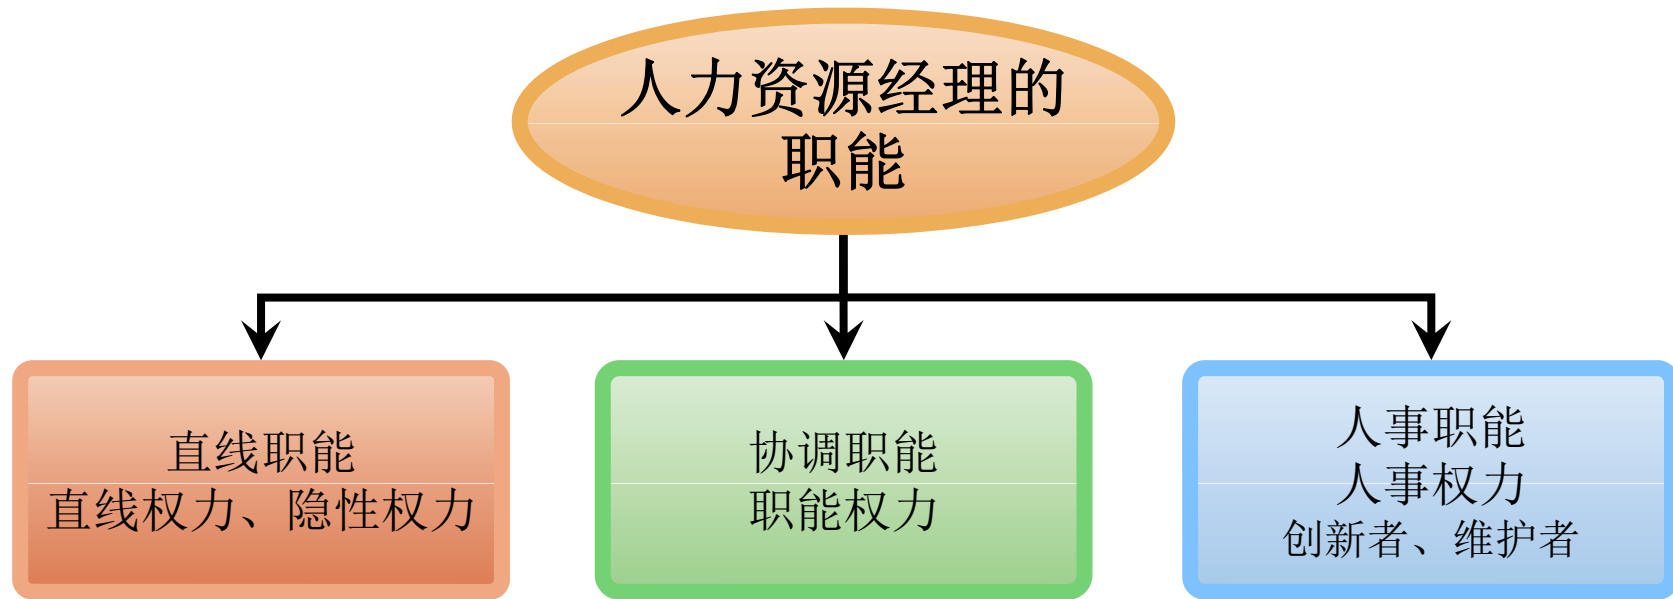 人力资源经理的
职能
直线职能
直线权力、隐性权力
协调职能
职能权力
人事职能
人事权力
创新者、维护者